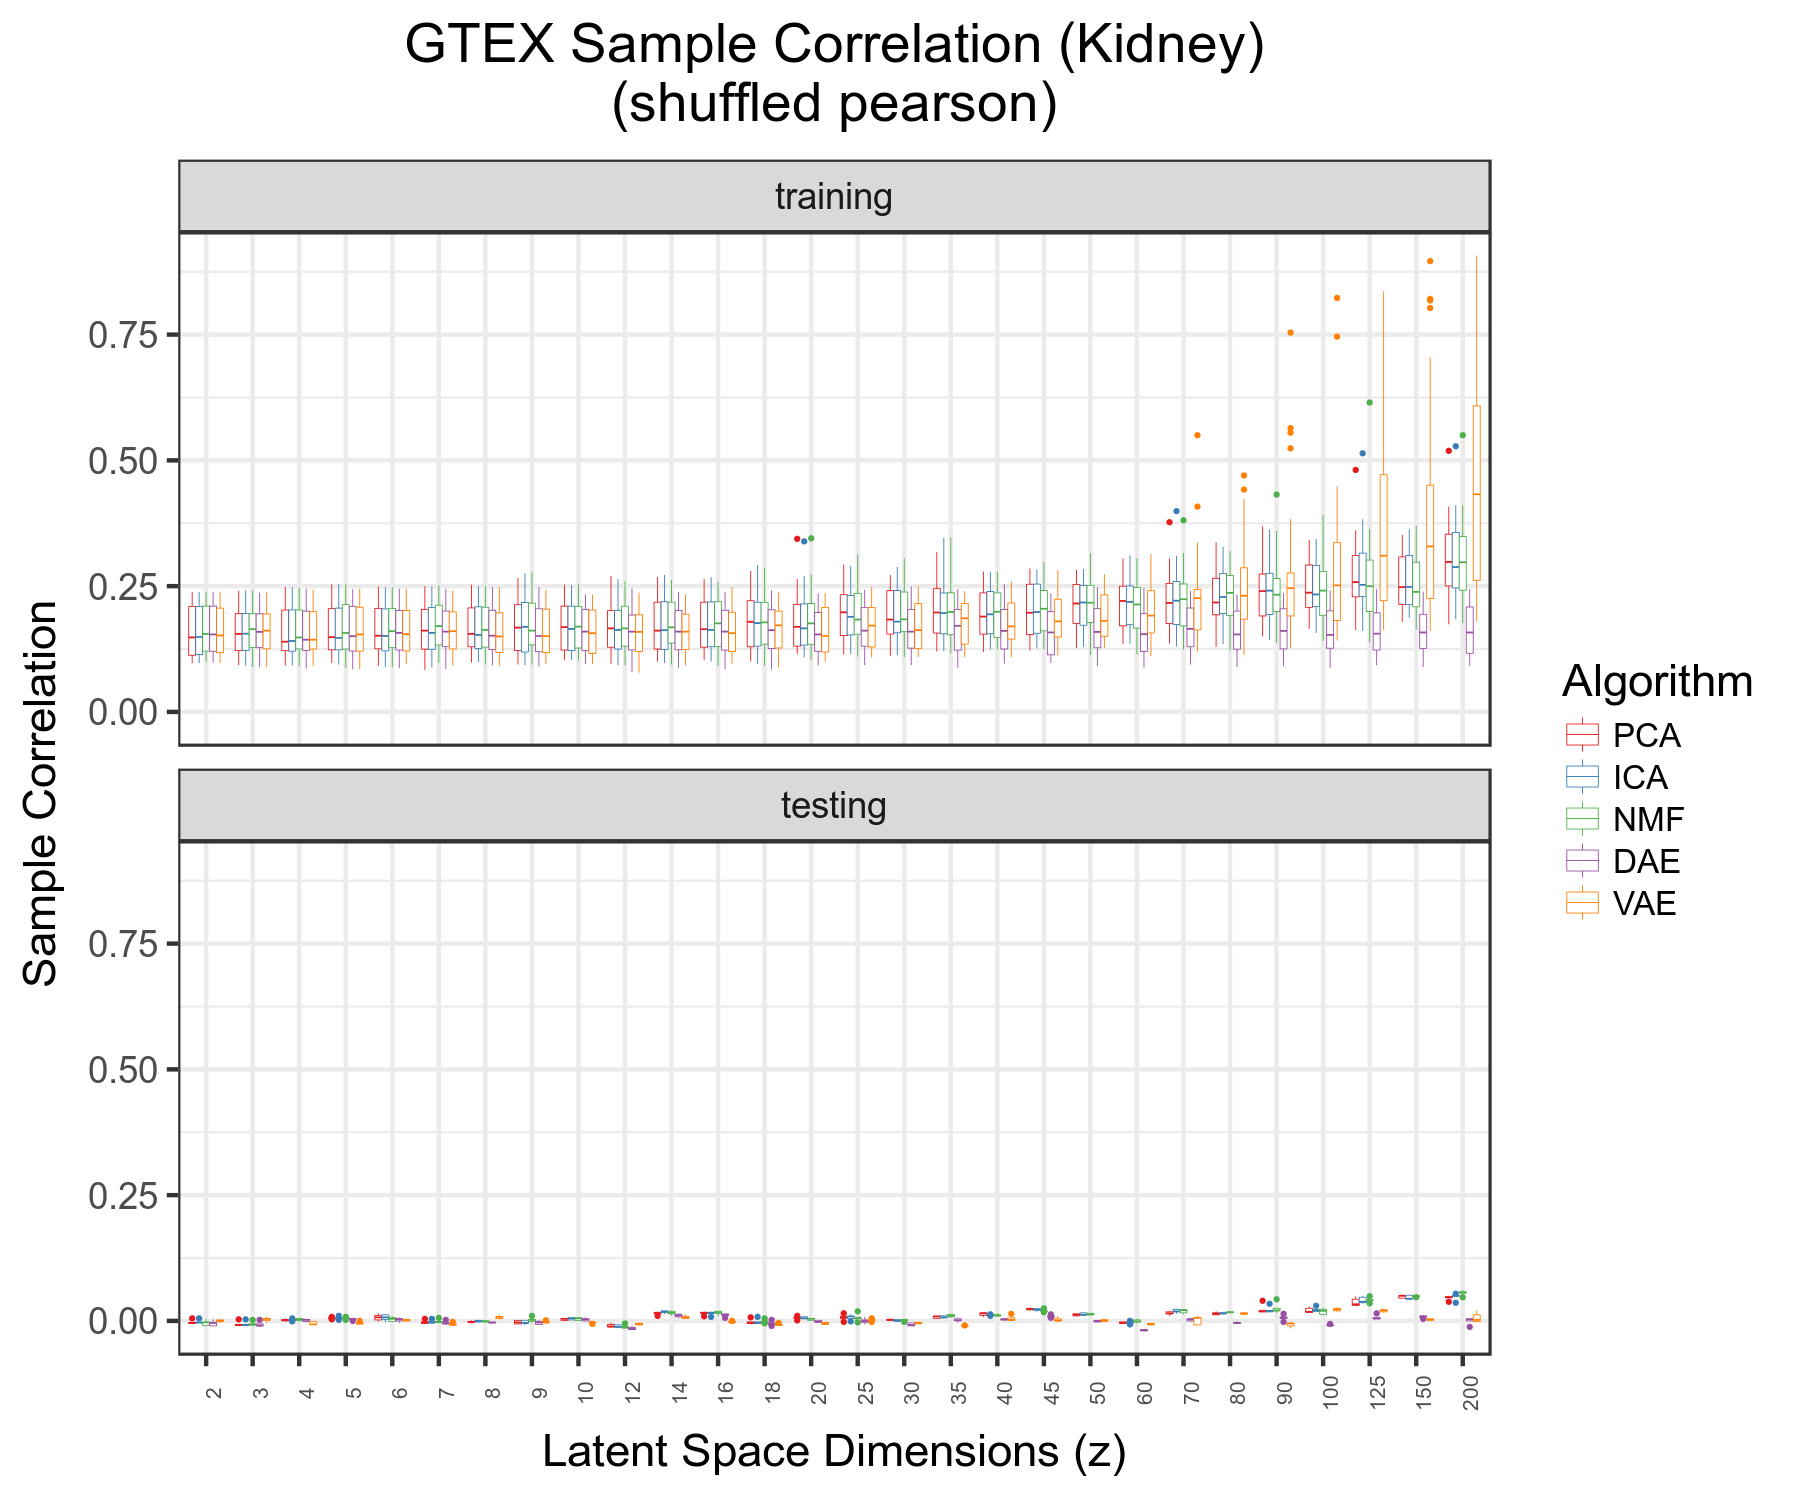 GTEX Sample Correlation (Kidney)
(shuffled pearson)
training
0.75
0.50
0.25
0.00
testing
0.75
0.50
0.25
0.00
Sample Correlation
2 3 4 5 6 7 8 9 10 12 14 16 18 20 25 30 35 40 45 50 60 70 80 90 100 125 150 200
Latent Space Dimensions (z)
Algorithm
PCA
ICA
NMF
DAE
VAE